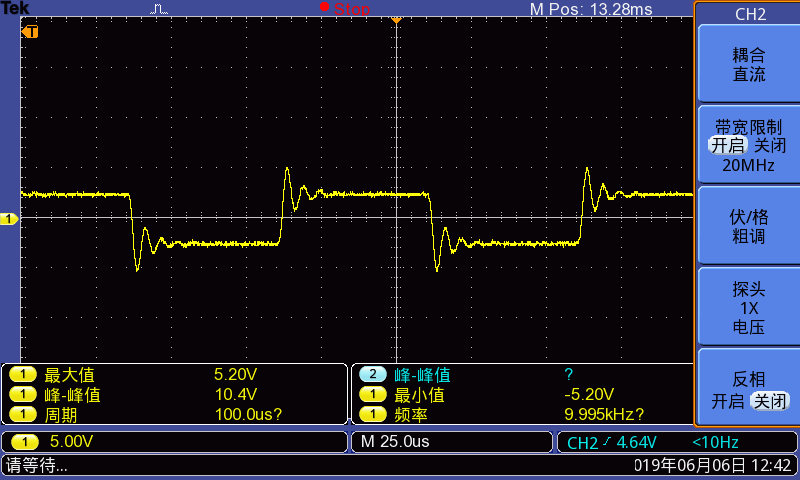 Tek Stop M Pos: 13.28ms CH2
T
耦合
直流
带宽限制
开启 关闭
20MHz
1
伏/格
粗调
探头
1X
电压
反相
开启 关闭
1 最大值 5.20V
1 峰-峰值 10.4V
1 周期 100.0us?
2 峰-峰值 ?
1 最小值 -5.20V
1 频率 9.995kHz?
1 5.00V M 25.0us CH2 4.64V <10Hz
请等待... 019年06月06日 12:42